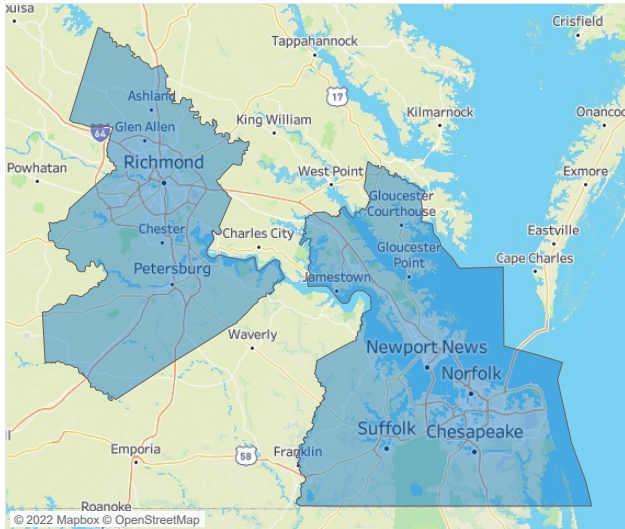 ouisa
Crisfield
Tappahannock
Ashland
17
Kilmarnock
Onancoc
64
Glen Allen
King William
Powhatan
Richmond
West Point
Exmore
Gloucester
Courthouse
Chester
Charles City
Eastville
Gloucester
Point
Cape Charles
Petersburg
Jamestown
Waverly
Newport News
Norfolk
Suffolk
Chesapeake
Emporia
58
Franklin
Roanoke
© 2022 Mapbox © OpenStreetMap